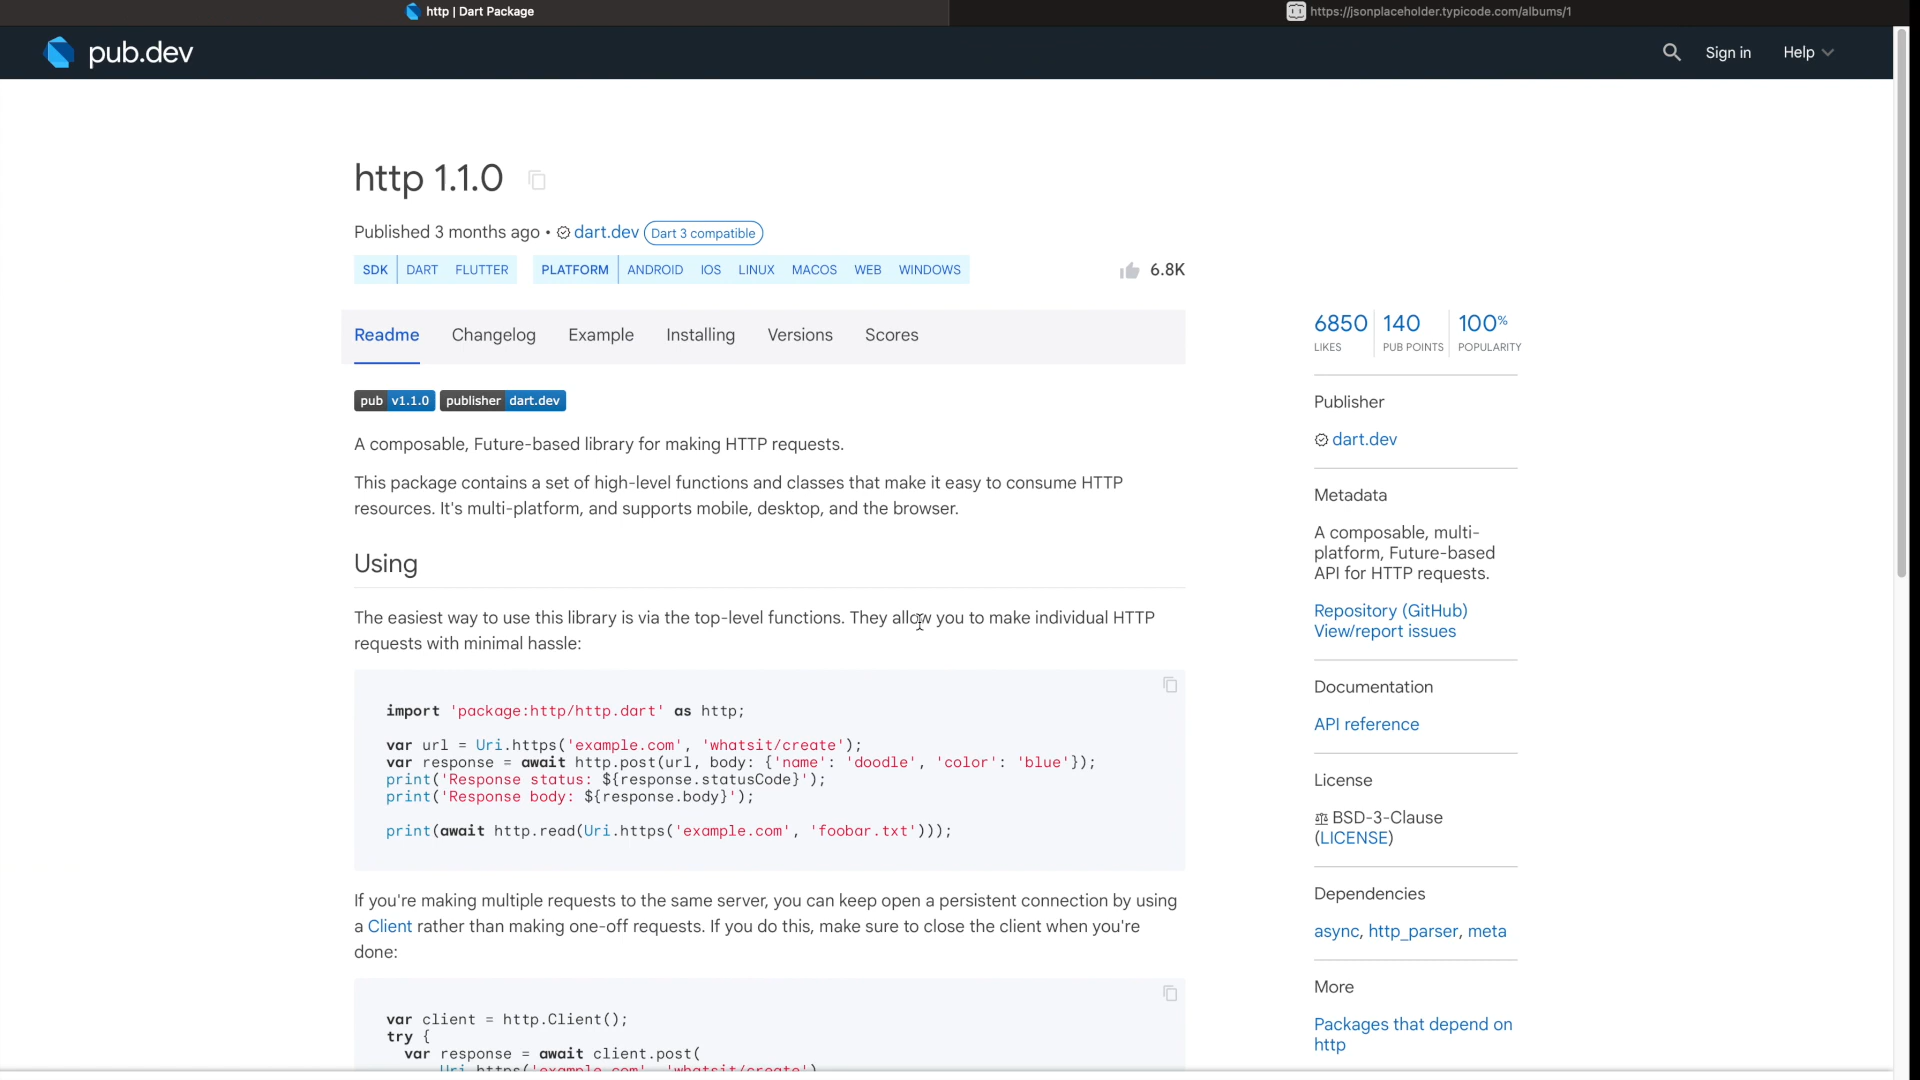 http | Dart Package
https://jsonplaceholder.typicode.com/albums/1
pub.dev
Sign in
Help
http 1.1.0
Published 3 months ago • dart.dev Dart 3 compatible
SDK DART FLUTTER PLATFORM ANDROID IOS LINUX MACOS WEB WINDOWS
6.8K
Readme Changelog Example Installing Versions Scores
pub v1.1.0 publisher dart.dev
A composable, Future-based library for making HTTP requests.
This package contains a set of high-level functions and classes that make it easy to consume HTTP
resources. It's multi-platform, and supports mobile, desktop, and the browser.
Using
The easiest way to use this library is via the top-level functions. They allow you to make individual HTTP
requests with minimal hassle:
import 'package:http/http.dart' as http;
var url = Uri.https('example.com', 'whatsit/create');
var response = await http.post(url, body: {'name': 'doodle', 'color': 'blue'});
print('Response status: ${response.statusCode}');
print('Response body: ${response.body}');
print(await http.read(Uri.https('example.com', 'foobar.txt')));
If you're making multiple requests to the same server, you can keep open a persistent connection by using
a Client rather than making one-off requests. If you do this, make sure to close the client when you're
done:
var client = http.Client();
try {
var response = await client.post(
Uri.https('example.com', 'whatsit/create'),
6850 140 100%
LIKES PUB POINTS POPULARITY
Publisher
dart.dev
Metadata
A composable, multi-
platform, Future-based
API for HTTP requests.
Repository (GitHub)
View/report issues
Documentation
API reference
License
BSD-3-Clause
(LICENSE)
Dependencies
async, http_parser, meta
More
Packages that depend on
http